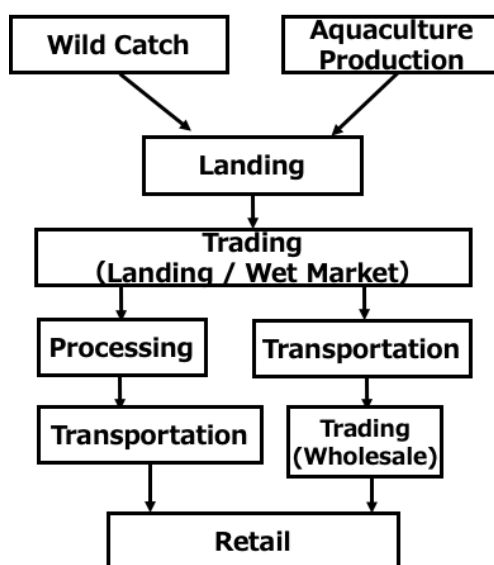 Wild Catch
Aquaculture
Production
Landing
Trading
(Landing / Wet Market)
Processing
Transportation
Transportation
Trading
(Wholesale)
Retail